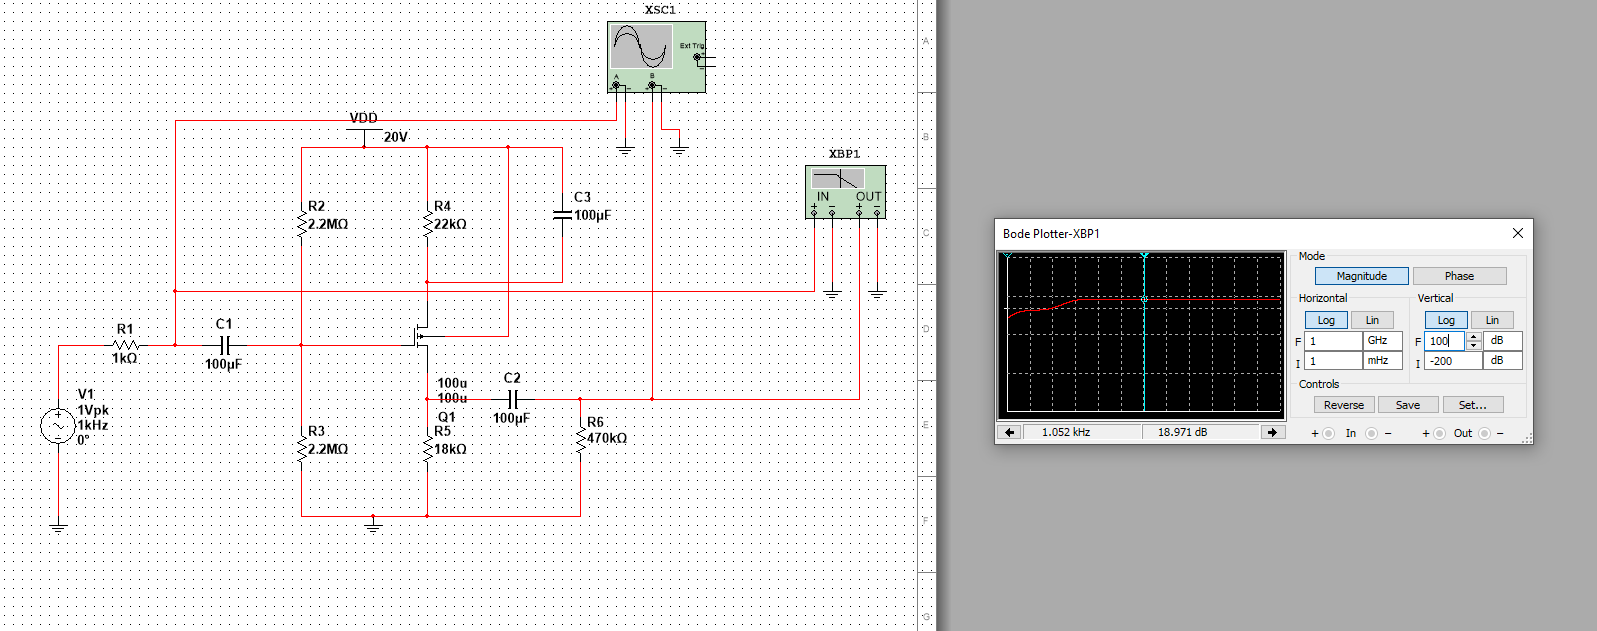 XSC1
Ext Trig
+
A
B
+ − + −
VDD
20V
XBP1
IN OUT
+ − + −
R2
2.2MΩ
R4
22kΩ
C3
100µF
R1
1kΩ
C1
100µF
V1
1Vpk
1kHz
0°
100u
100u
Q1
C2
100µF
R6
470kΩ
R3
2.2MΩ
R5
18kΩ
A
B
C
D
E
F
G
Bode Plotter-XBP1
Mode
Magnitude Phase
Horizontal Vertical
Log Lin Log Lin
F 1 GHz F 100 dB
I 1 mHz I -200 dB
Controls
Reverse Save Set...
1.052 kHz 18.971 dB
+ In − + Out −